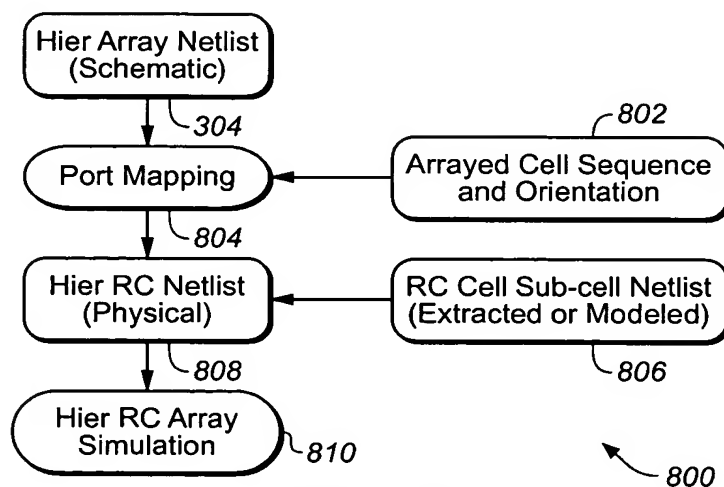 Hier Array Netlist
(Schematic)
304
802
Port Mapping
Arrayed Cell Sequence
and Orientation
804
Hier RC Netlist
(Physical)
RC Cell Sub-cell Netlist
(Extracted or Modeled)
808
806
Hier RC Array
Simulation
810
800